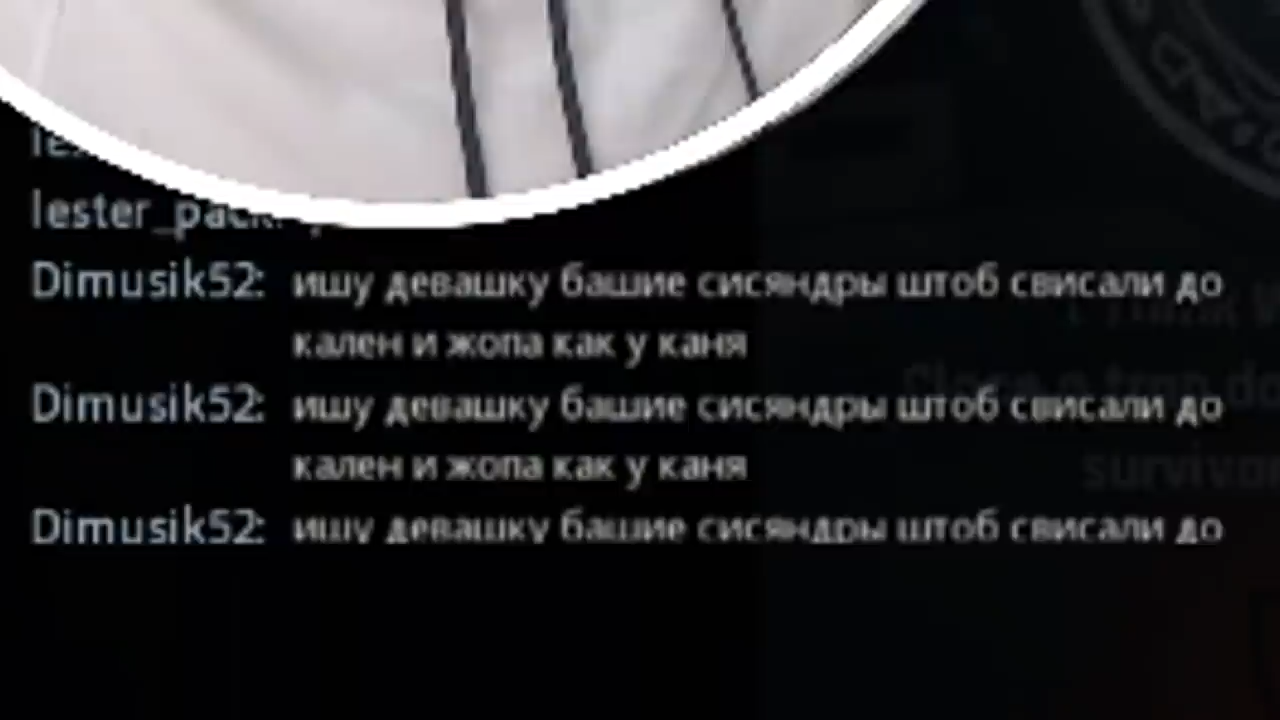 lester_pack
Dimusik52: ишу девашку башие сисяндры штоб свисали до
кален и жопа как у каня
Dimusik52: ишу девашку башие сисяндры штоб свисали до
кален и жопа как у каня
Dimusik52: ишу девашку башие сисяндры штоб свисали до
survivor